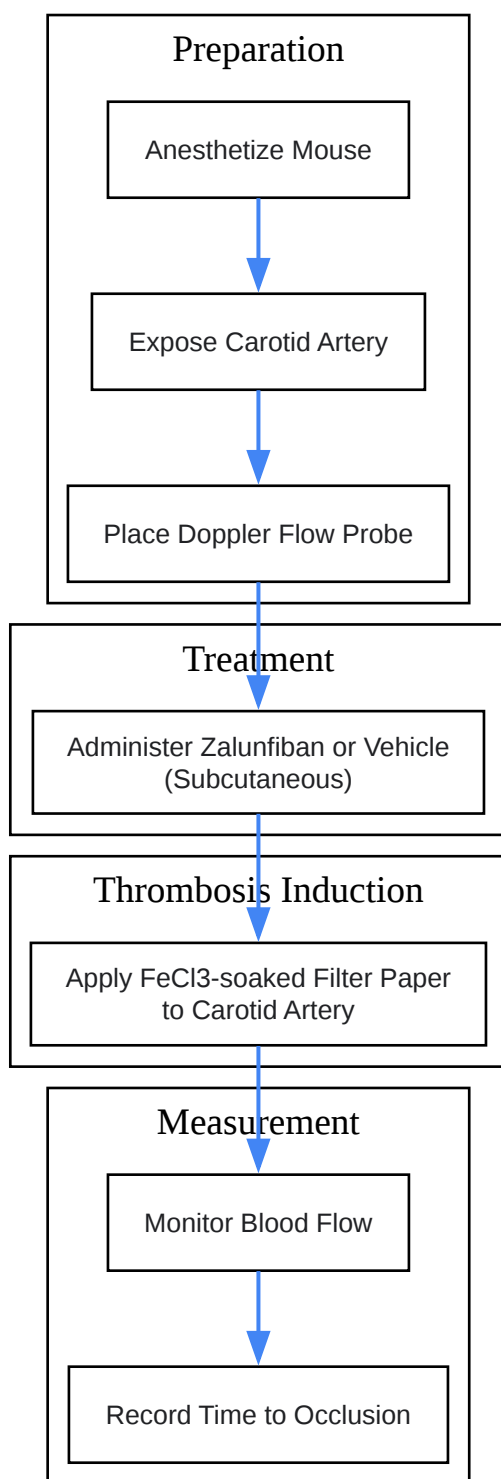 Preparation
Anesthetize Mouse
Expose Carotid Artery
Place Doppler Flow Probe
Treatment
Administer Zalunfiban or Vehicle
(Subcutaneous)
Thrombosis Induction
Apply FeCl3-soaked Filter Paper
to Carotid Artery
Measurement
Monitor Blood Flow
Record Time to Occlusion